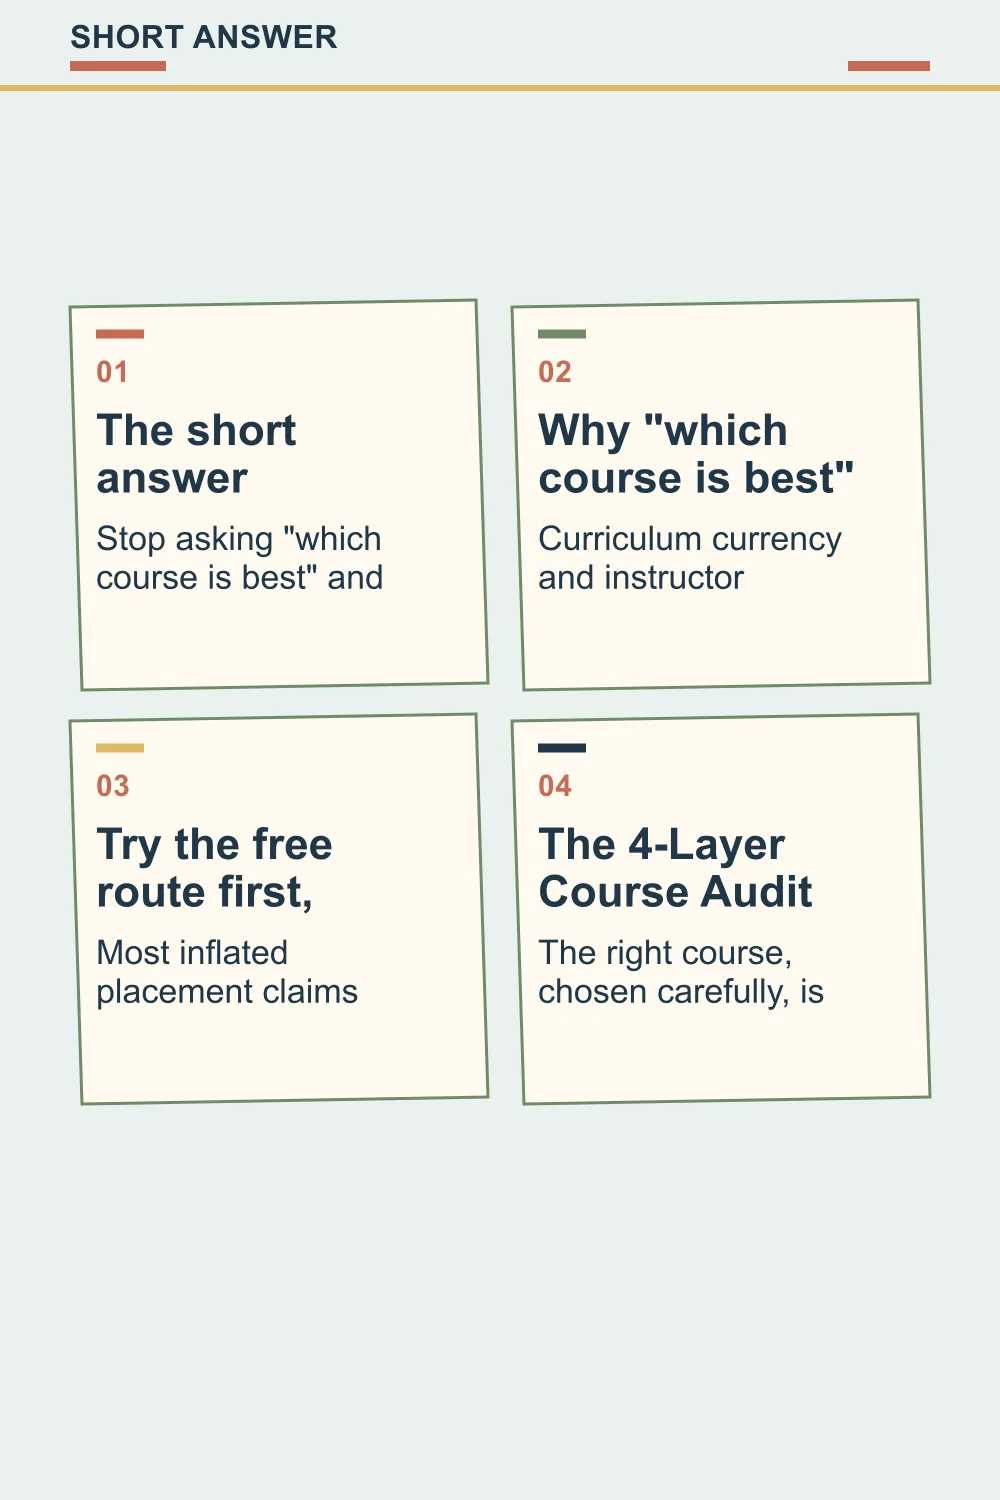 SHORT ANSWER
01
The short
answer
Stop asking "which
course is best" and
02
Why "which
course is best"
Curriculum currency
and instructor
03
Try the free
route first,
Most inflated
placement claims
04
The 4-Layer
Course Audit
The right course,
chosen carefully, is